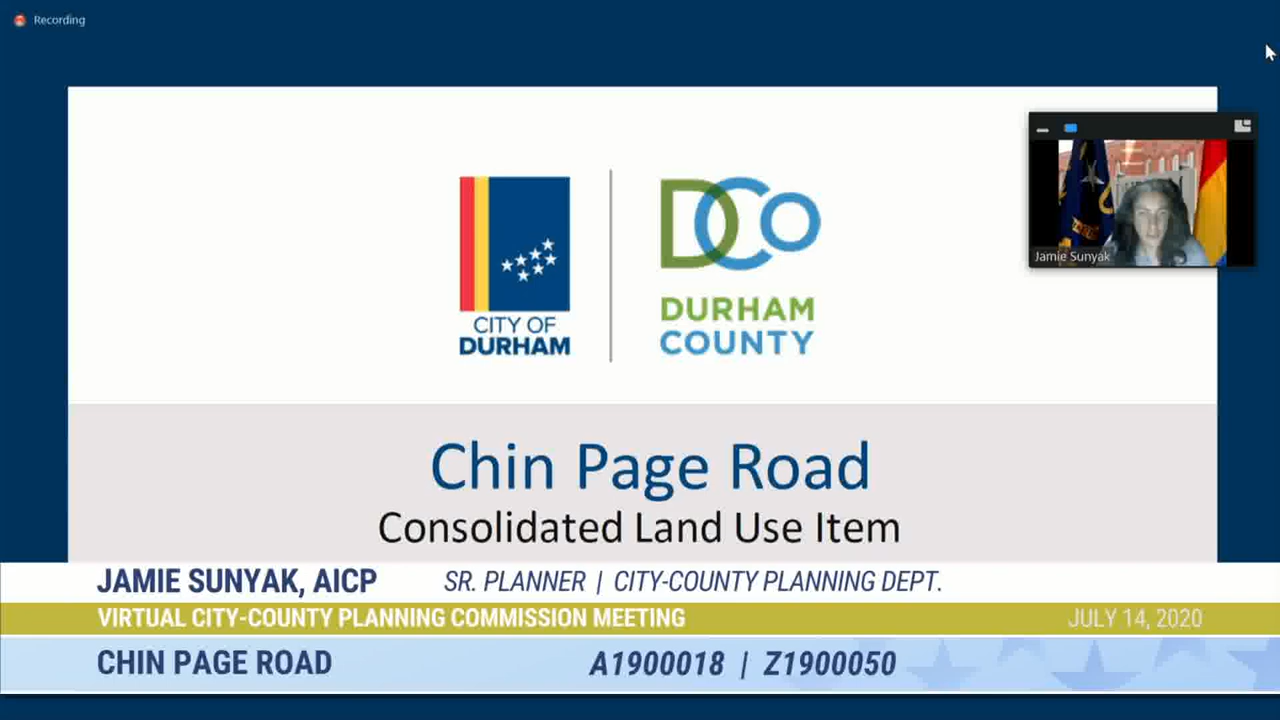 Recording
Jamie Sunyak
CITY OF
DURHAM
DCO
DURHAM
COUNTY
Chin Page Road
Consolidated Land Use Item
JAMIE SUNYAK, AICP SR. PLANNER | CITY-COUNTY PLANNING DEPT.
VIRTUAL CITY-COUNTY PLANNING COMMISSION MEETING JULY 14, 2020
CHIN PAGE ROAD A1900018 | Z1900050